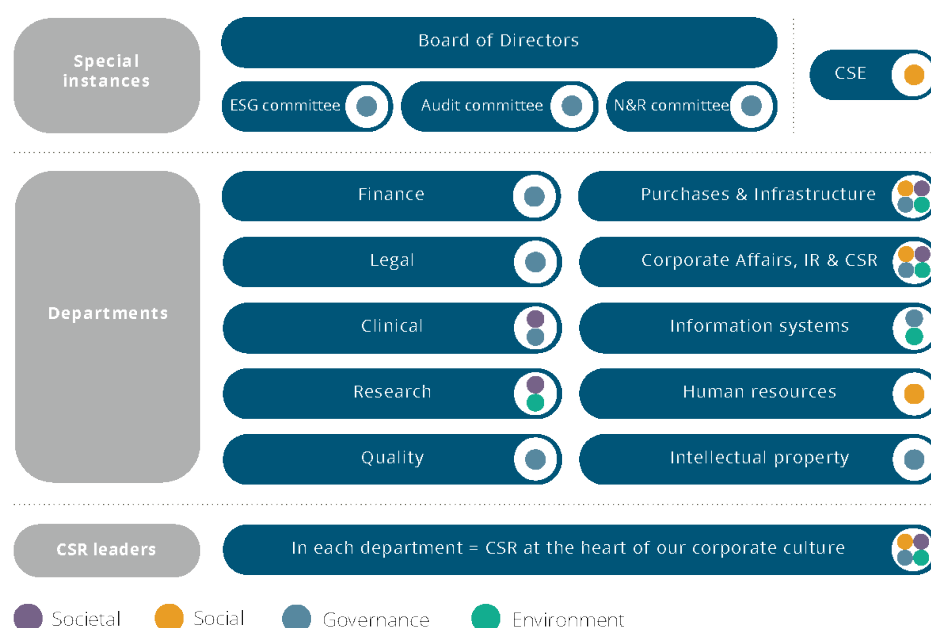 Special
instances
Board of Directors
ESG committee
Audit committee
N&R committee
CSE
Departments
Finance
Purchases & Infrastructure
Legal
Corporate Affairs, IR & CSR
Clinical
Information systems
Research
Human resources
Quality
Intellectual property
CSR leaders
In each department = CSR at the heart of our corporate culture
Societal
Social
Governance
Environment